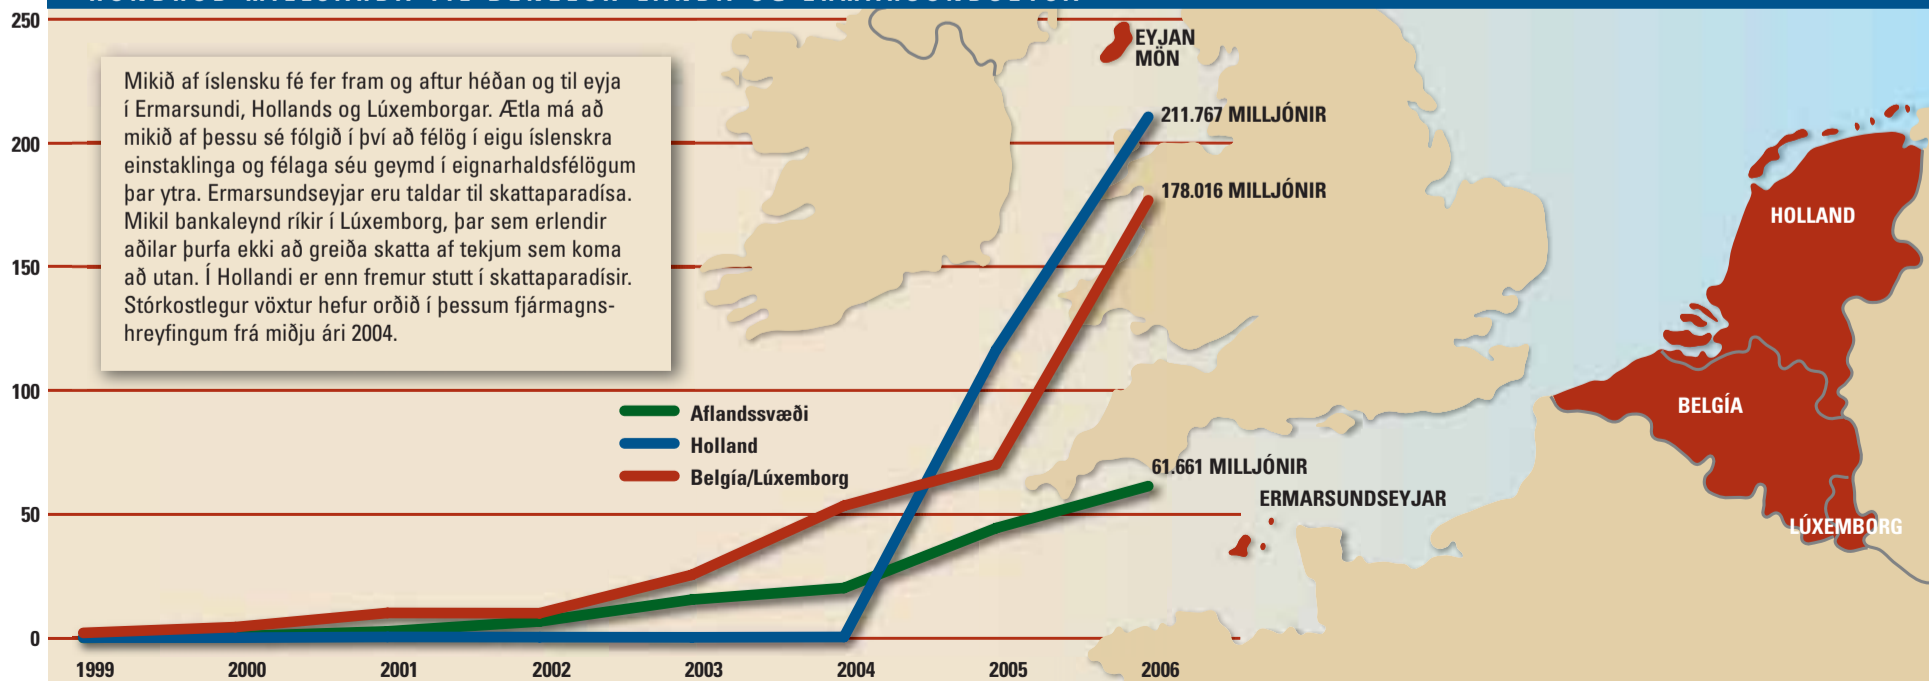 250
200
150
100
50
0
Mikið af íslensku fé fer fram og aftur héðan og til eyja
í Ermarsundi, Hollands og Lúxemborgar. Ætla má að
mikið af þessu sé fólgið í því að félög í eigu íslenskra
einstaklinga og félaga séu geymd í eignarhaldsfélögum
þar ytra. Ermarsundseyjar eru taldar til skattaparadísa.
Mikil bankaleynd ríkir í Lúxemborg, þar sem erlendir
aðilar þurfa ekki að greiða skatta af tekjum sem koma
að utan. Í Hollandi er enn fremur stutt í skattaparadísir.
Stórkostlegur vöxtur hefur orðið í þessum fjármagns-
hreyfingum frá miðju ári 2004.
Aflandssvæði
Holland
Belgía/Lúxemborg
EYJAN
MÖN
211.767 MILLJÓNIR
178.016 MILLJÓNIR
61.661 MILLJÓNIR
ERMARSUNDSEYJAR
HOLLAND
BELGÍA
LÚXEMBORG
1999
2000
2001
2002
2003
2004
2005
2006